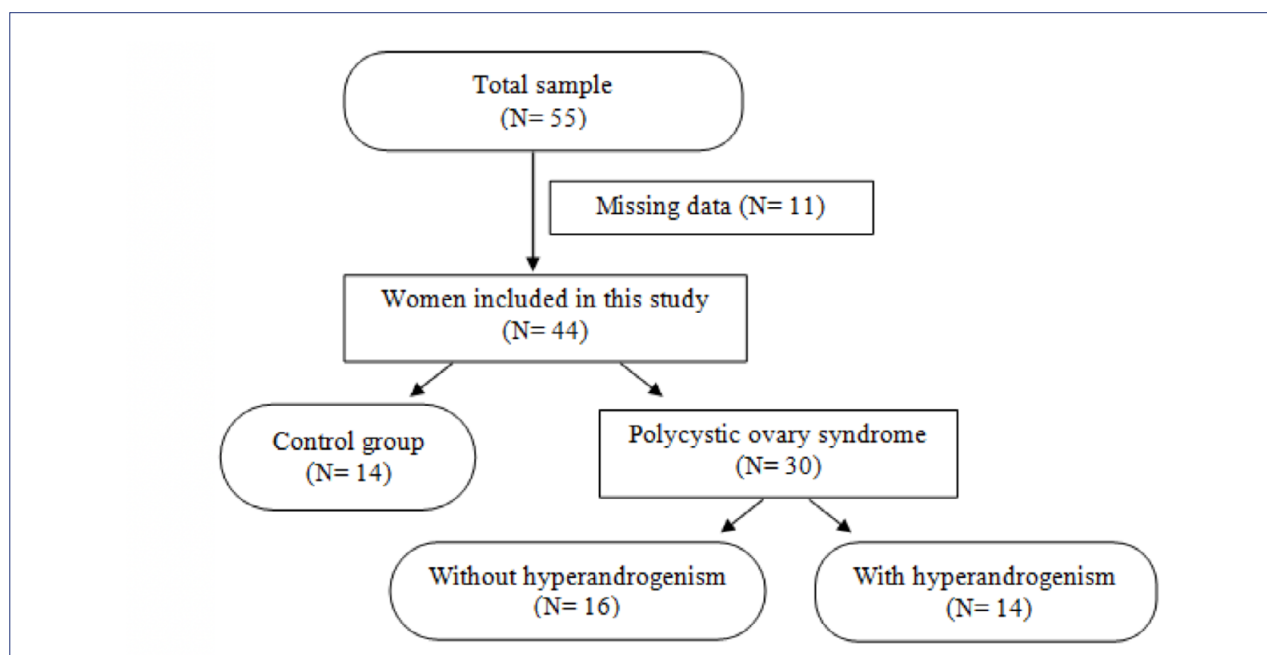 Total sample
(N= 55)
Missing data (N= 11)
Women included in this study
(N= 44)
Control group
(N= 14)
Polycystic ovary syndrome
(N= 30)
Without hyperandrogenism
(N= 16)
With hyperandrogenism
(N= 14)